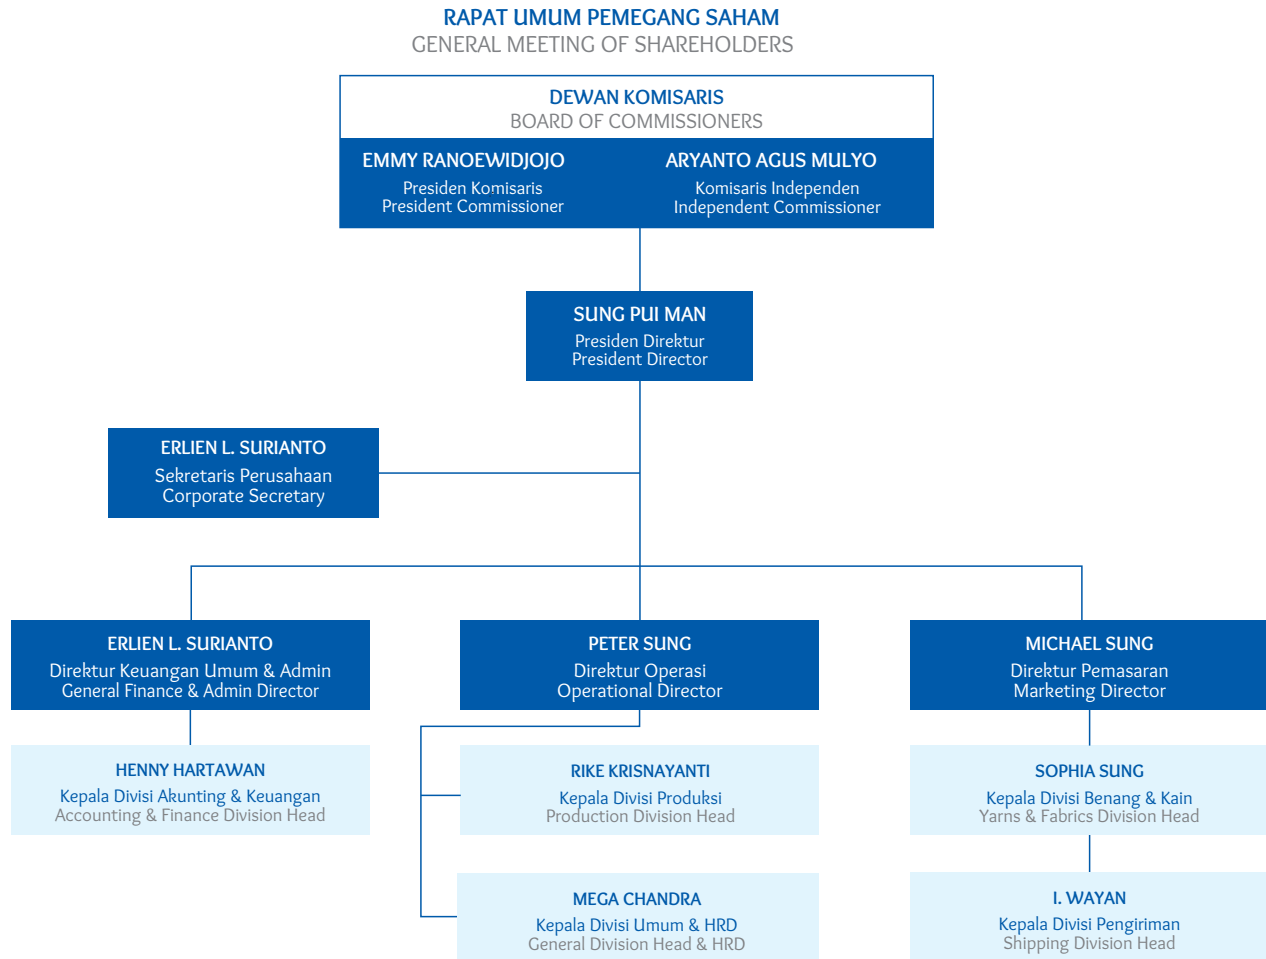 RAPAT UMUM PEMEGANG SAHAM
GENERAL MEETING OF SHAREHOLDERS
DEWAN KOMISARIS
BOARD OF COMMISSIONERS
EMMY RANOEWIDJOJO
Presiden Komisaris
President Commissioner
ARYANTO AGUS MULYO
Komisaris Independen
Independent Commissioner
SUNG PUI MAN
Presiden Direktur
President Director
ERLIEN L. SURIANTO
Sekretaris Perusahaan
Corporate Secretary
ERLIEN L. SURIANTO
Direktur Keuangan Umum & Admin
General Finance & Admin Director
PETER SUNG
Direktur Operasi
Operational Director
MICHAEL SUNG
Direktur Pemasaran
Marketing Director
HENNY HARTAWAN
Kepala Divisi Akunting & Keuangan
Accounting & Finance Division Head
RIKE KRISNAYANTI
Kepala Divisi Produksi
Production Division Head
SOPHIA SUNG
Kepala Divisi Benang & Kain
Yarns & Fabrics Division Head
MEGA CHANDRA
Kepala Divisi Umum & HRD
General Division Head & HRD
I. WAYAN
Kepala Divisi Pengiriman
Shipping Division Head